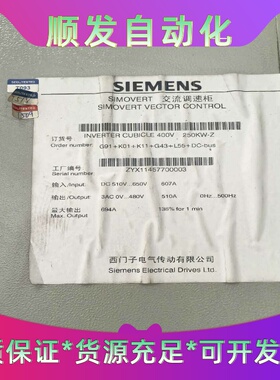 顺发自动化
SIEMENS
SIMOVERT 交流调速柜
SIMOVERT VECTOR CONTROL
订货号 INVERTER CUBICLE 400V 250KW-Z
Order number G91+K01+K11+G43+L55+DC-bus
工厂编号
Serial number ZYX11457700003
输入/Input: DC 510V...650V 607A
输出/Output: 3AC 0V...480V 510A 0Hz...500Hz
最大输出 694A 136% for 1 min
Max. Output:
西门子电气传动有限公司
Siemens Electrical Drives Ltd.
质保证*货源充足*可开发